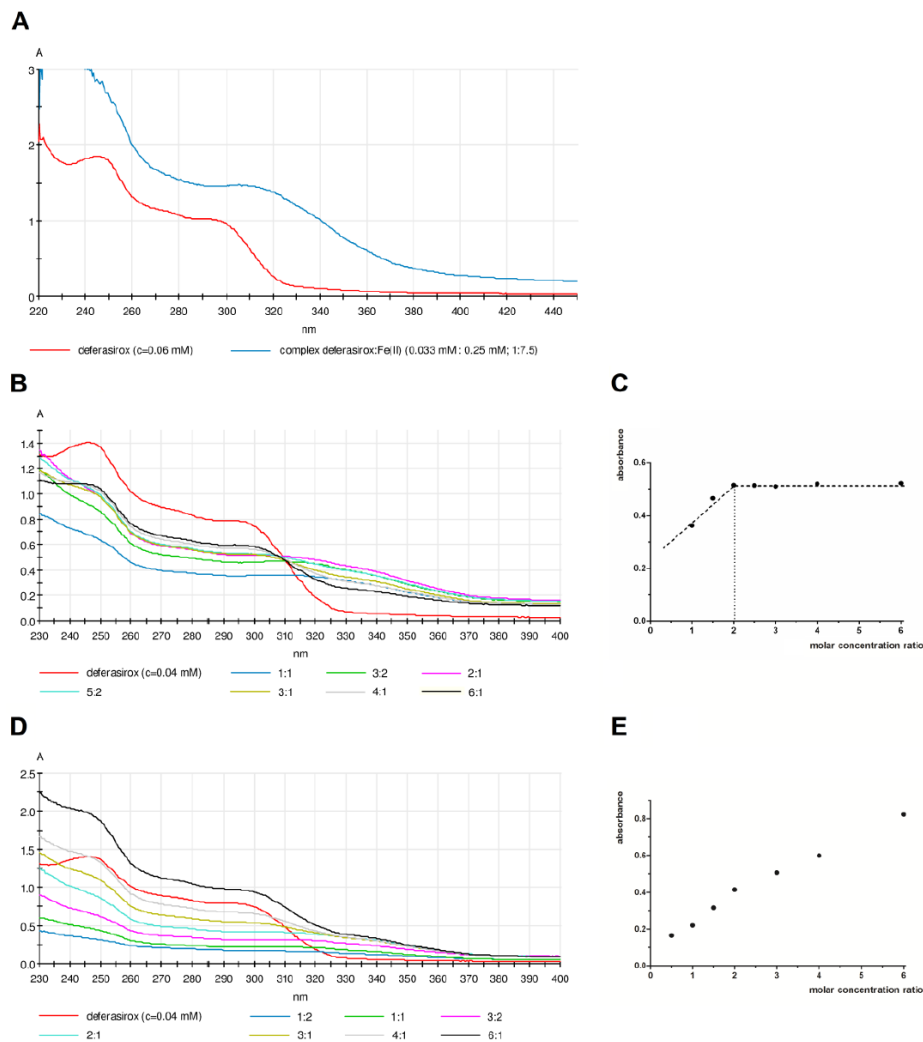 A
A
3
2
1
0
220 240 260 280 300 320 340 360 380 400 420 440
nm
deferasirox (c=0.06 mM) complex deferasirox:Fe(II) (0.033 mM ; 0.25 mM; 1:7.5)
B
A
1.4
1.2
1.0
0.8
0.6
0.4
0.2
0.0
230 240 250 260 270 280 290 300 310 320 330 340 350 360 370 380 390 400
nm
deferasirox (c=0.04 mM) 1:1 3:2 2:1
5:2 3:1 4:1 6:1
C
absorbance
0.6
0.4
0.2
0.0
0 1 2 3 4 5 6
molar concentration ratio
D
A
2.5
2.0
1.5
1.0
0.5
0.0
230 240 250 260 270 280 290 300 310 320 330 340 350 360 370 380 390 400
nm
deferasirox (c=0.04 mM) 1:2 1:1 3:2
2:1 3:1 4:1 6:1
E
absorbance
0.8
0.6
0.4
0.2
0.0
0 1 2 3 4 5 6
molar concentration ratio